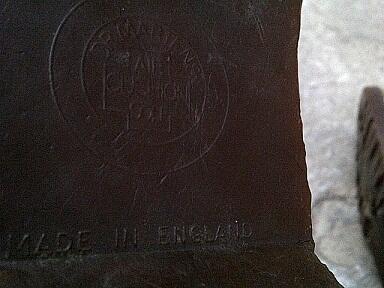 DR MARTENS
AIR
CUSHION
SOLE
MADE IN ENGLAND